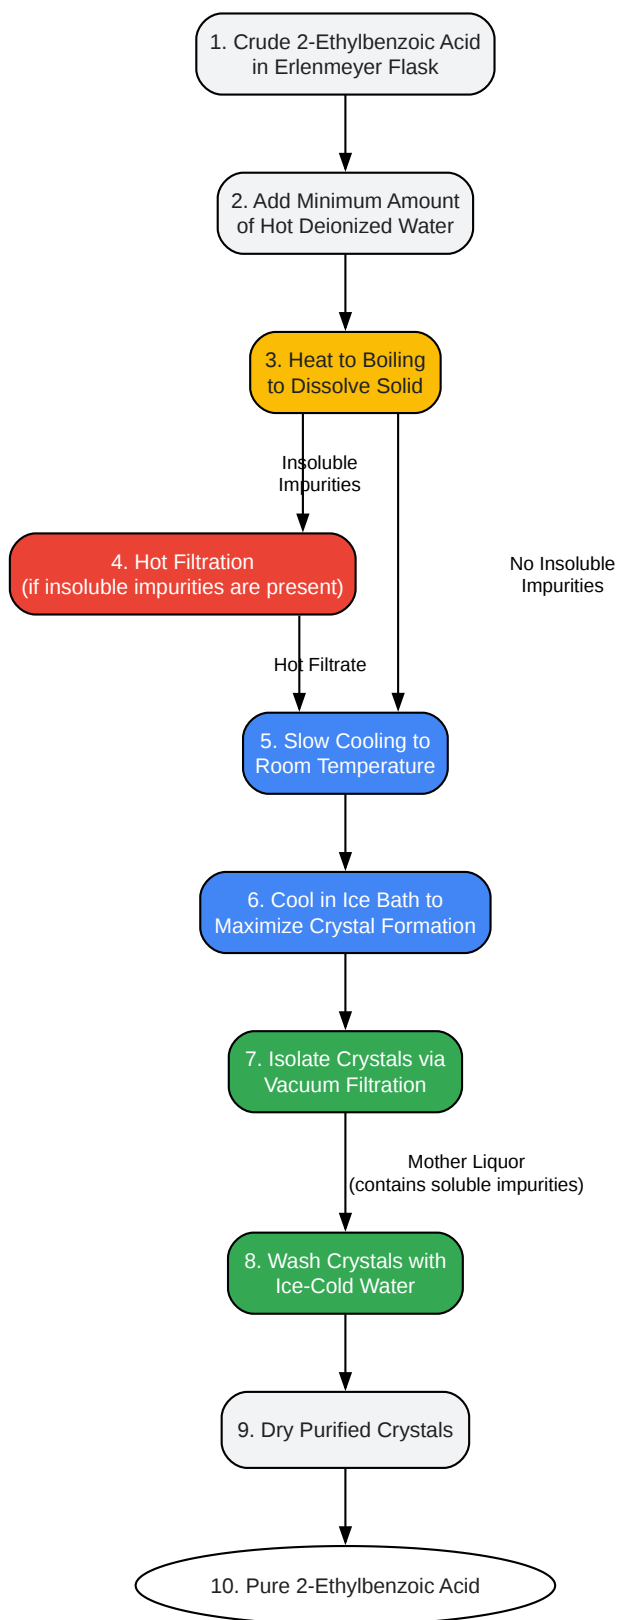 1. Crude 2-Ethylbenzoic Acid
in Erlenmeyer Flask
2. Add Minimum Amount
of Hot Deionized Water
3. Heat to Boiling
to Dissolve Solid
Insoluble
Impurities
4. Hot Filtration
(if insoluble impurities are present)
No Insoluble
Impurities
Hot Filtrate
5. Slow Cooling to
Room Temperature
6. Cool in Ice Bath to
Maximize Crystal Formation
7. Isolate Crystals via
Vacuum Filtration
Mother Liquor
(contains soluble impurities)
8. Wash Crystals with
Ice-Cold Water
9. Dry Purified Crystals
10. Pure 2-Ethylbenzoic Acid